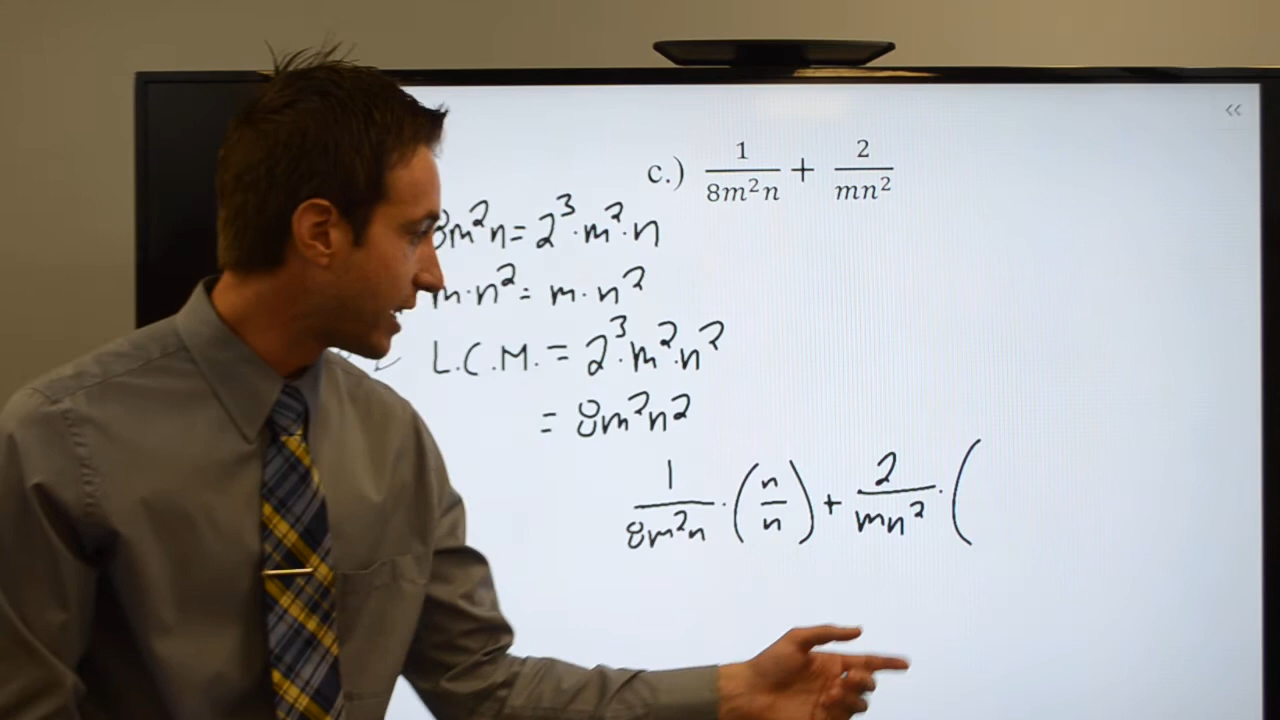 c.) 1/8m²n + 2/mn²
8m²n = 2³·m²·n
m·n² = m·n²
L.C.M. = 2³·m²·n²
= 8m²n²
1/8m²n · (n/n) + 2/mn² · (